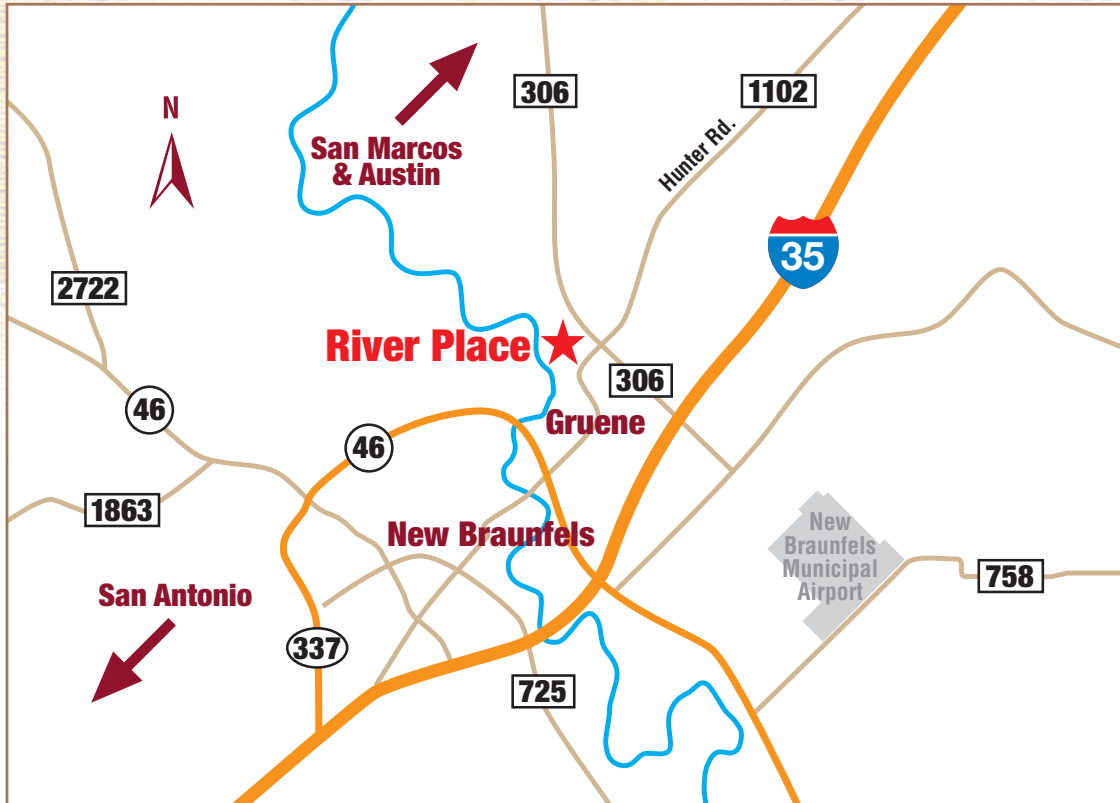 306
1102
N
San Marcos
& Austin
Hunter Rd.
35
2722
River Place
306
46
Gruene
46
1863
New Braunfels
New
Braunfels
Municipal
Airport
758
San Antonio
337
725